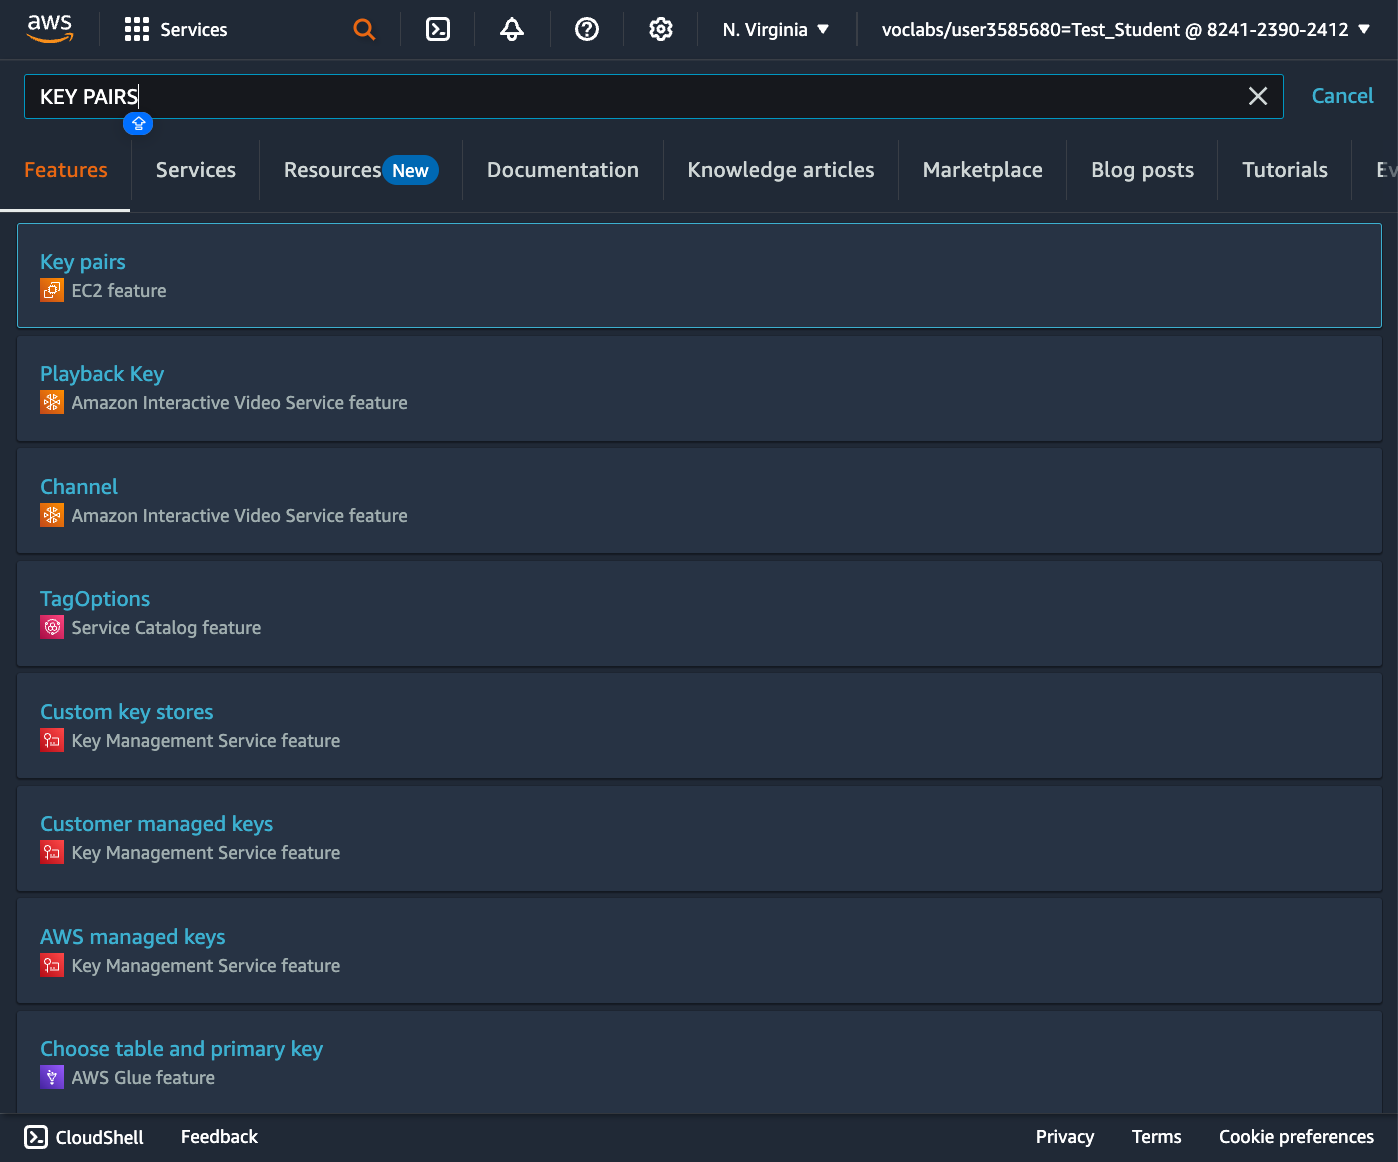 aws
Services
N. Virginia
voclabs/user3585680=Test_Student @ 8241-2390-2412
KEY PAIRS
Cancel
Features
Services
Resources New
Documentation
Knowledge articles
Marketplace
Blog posts
Tutorials
Key pairs
EC2 feature
Playback Key
Amazon Interactive Video Service feature
Channel
Amazon Interactive Video Service feature
TagOptions
Service Catalog feature
Custom key stores
Key Management Service feature
Customer managed keys
Key Management Service feature
AWS managed keys
Key Management Service feature
Choose table and primary key
AWS Glue feature
CloudShell
Feedback
Privacy
Terms
Cookie preferences